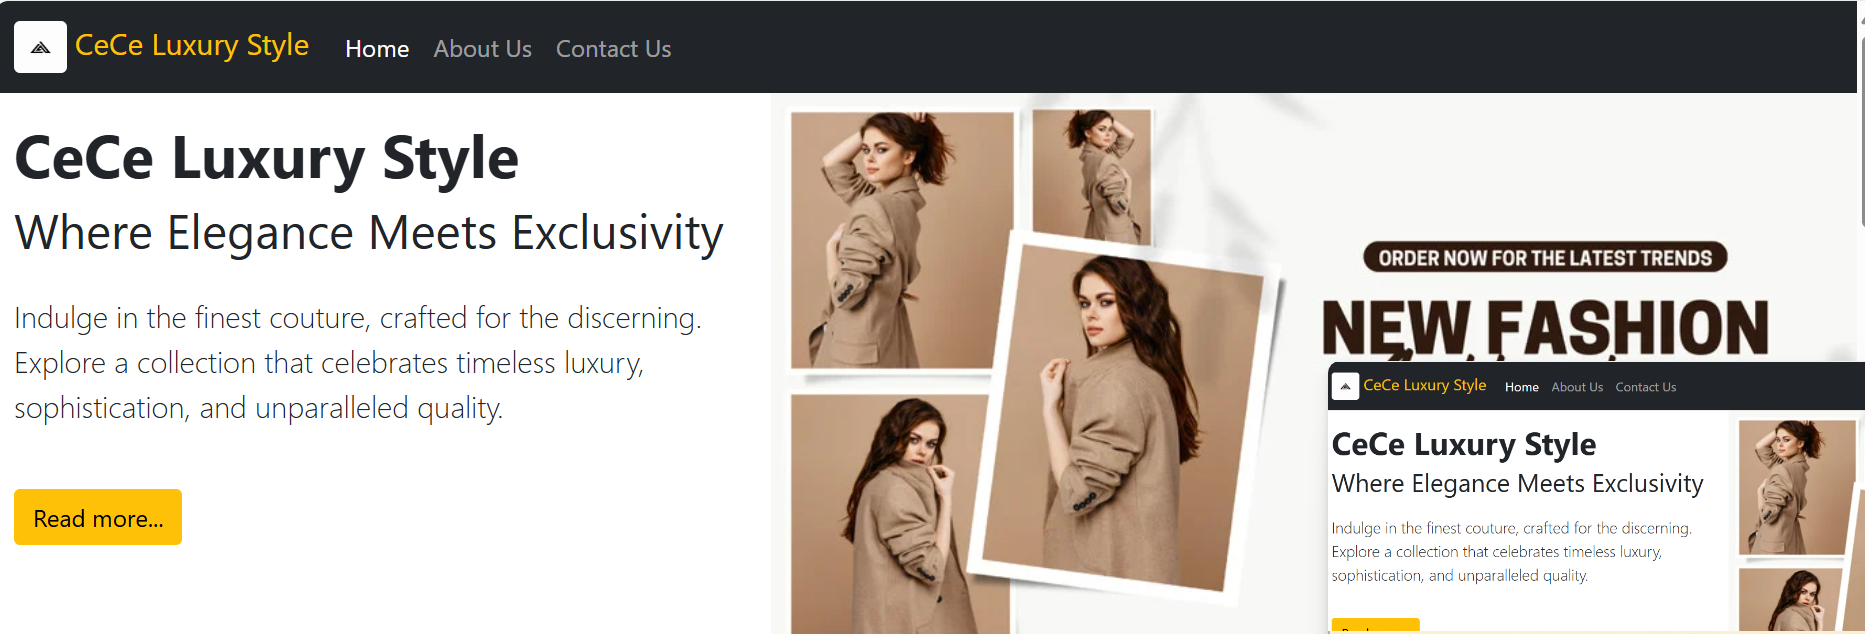 CeCe Luxury Style Home About Us Contact Us
CeCe Luxury Style
Where Elegance Meets Exclusivity
Indulge in the finest couture, crafted for the discerning.
Explore a collection that celebrates timeless luxury,
sophistication, and unparalleled quality.
Read more...
ORDER NOW FOR THE LATEST TRENDS
NEW FASHION
CeCe Luxury Style Home About Us Contact Us
CeCe Luxury Style
Where Elegance Meets Exclusivity
Indulge in the finest couture, crafted for the discerning.
Explore a collection that celebrates timeless luxury,
sophistication, and unparalleled quality.